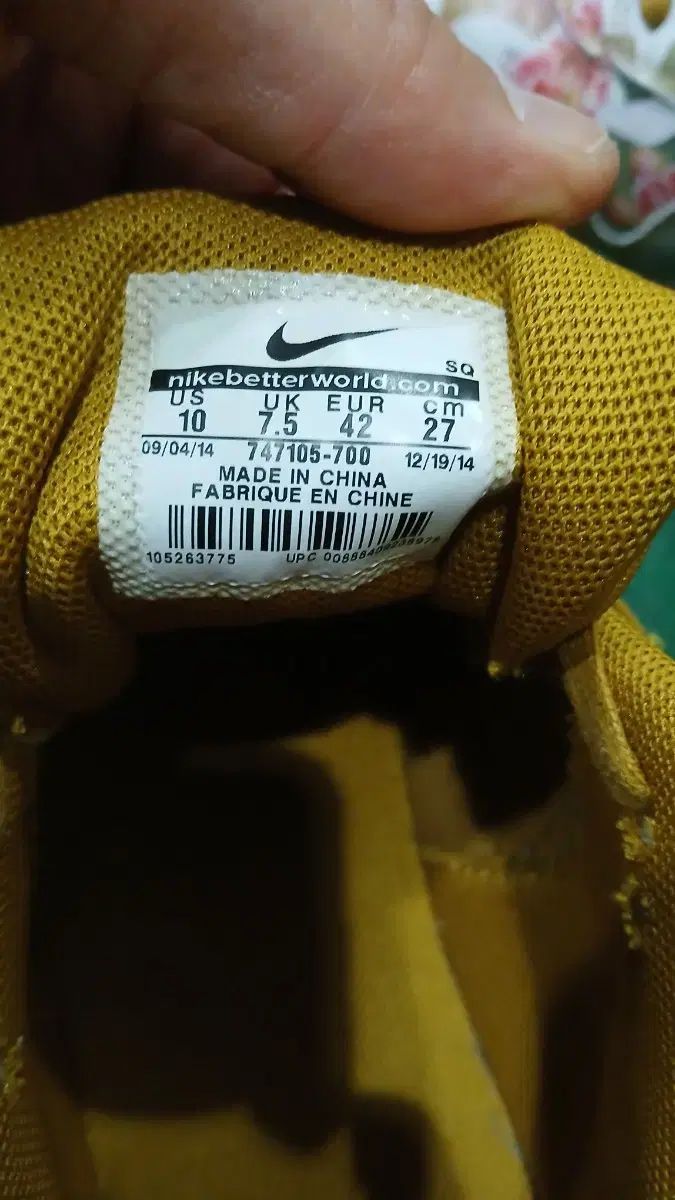 SQ
nikebetterworld.com
US UK EUR cm
10 7.5 42 27
09/04/14 747105-700 12/19/14
MADE IN CHINA
FABRIQUE EN CHINE
105263775 UPC